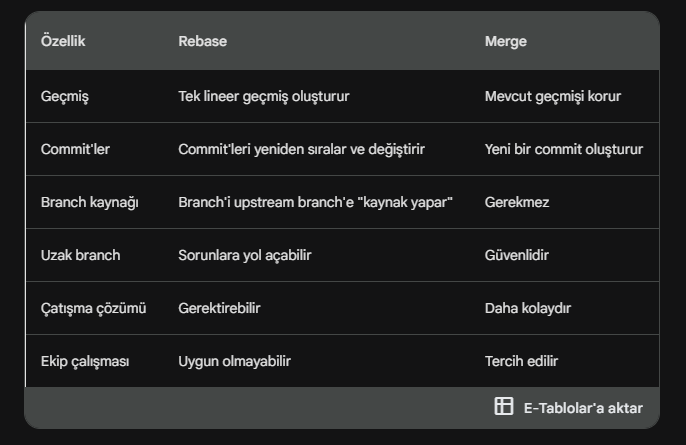 Özellik Rebase Merge
Geçmiş Tek lineer geçmiş oluşturur Mevcut geçmişi korur
Commit'ler Commit'leri yeniden sıralar ve değiştirir Yeni bir commit oluşturur
Branch kaynağı Branch'i upstream branch'e "kaynak yapar" Gerekmez
Uzak branch Sorunlara yol açabilir Güvenlidir
Çatışma çözümü Gerektirebilir Daha kolaydır
Ekip çalışması Uygun olmayabilir Tercih edilir
E-Tablolar'a aktar